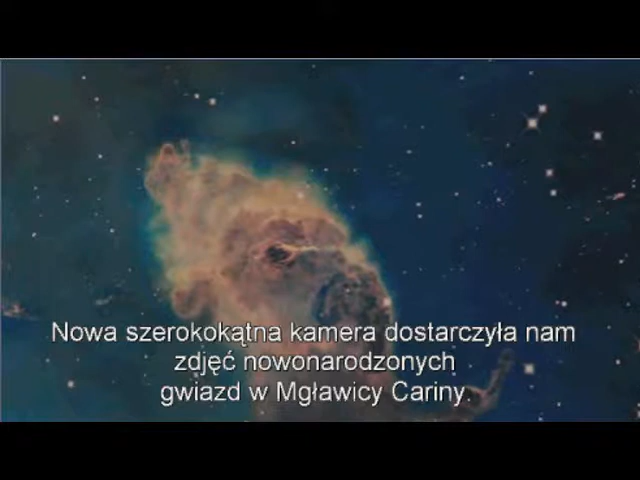 Nowa szerokokątna kamera dostarczyła nam
zdjęć nowonarodzonych
gwiazd w Mgławicy Cariny.